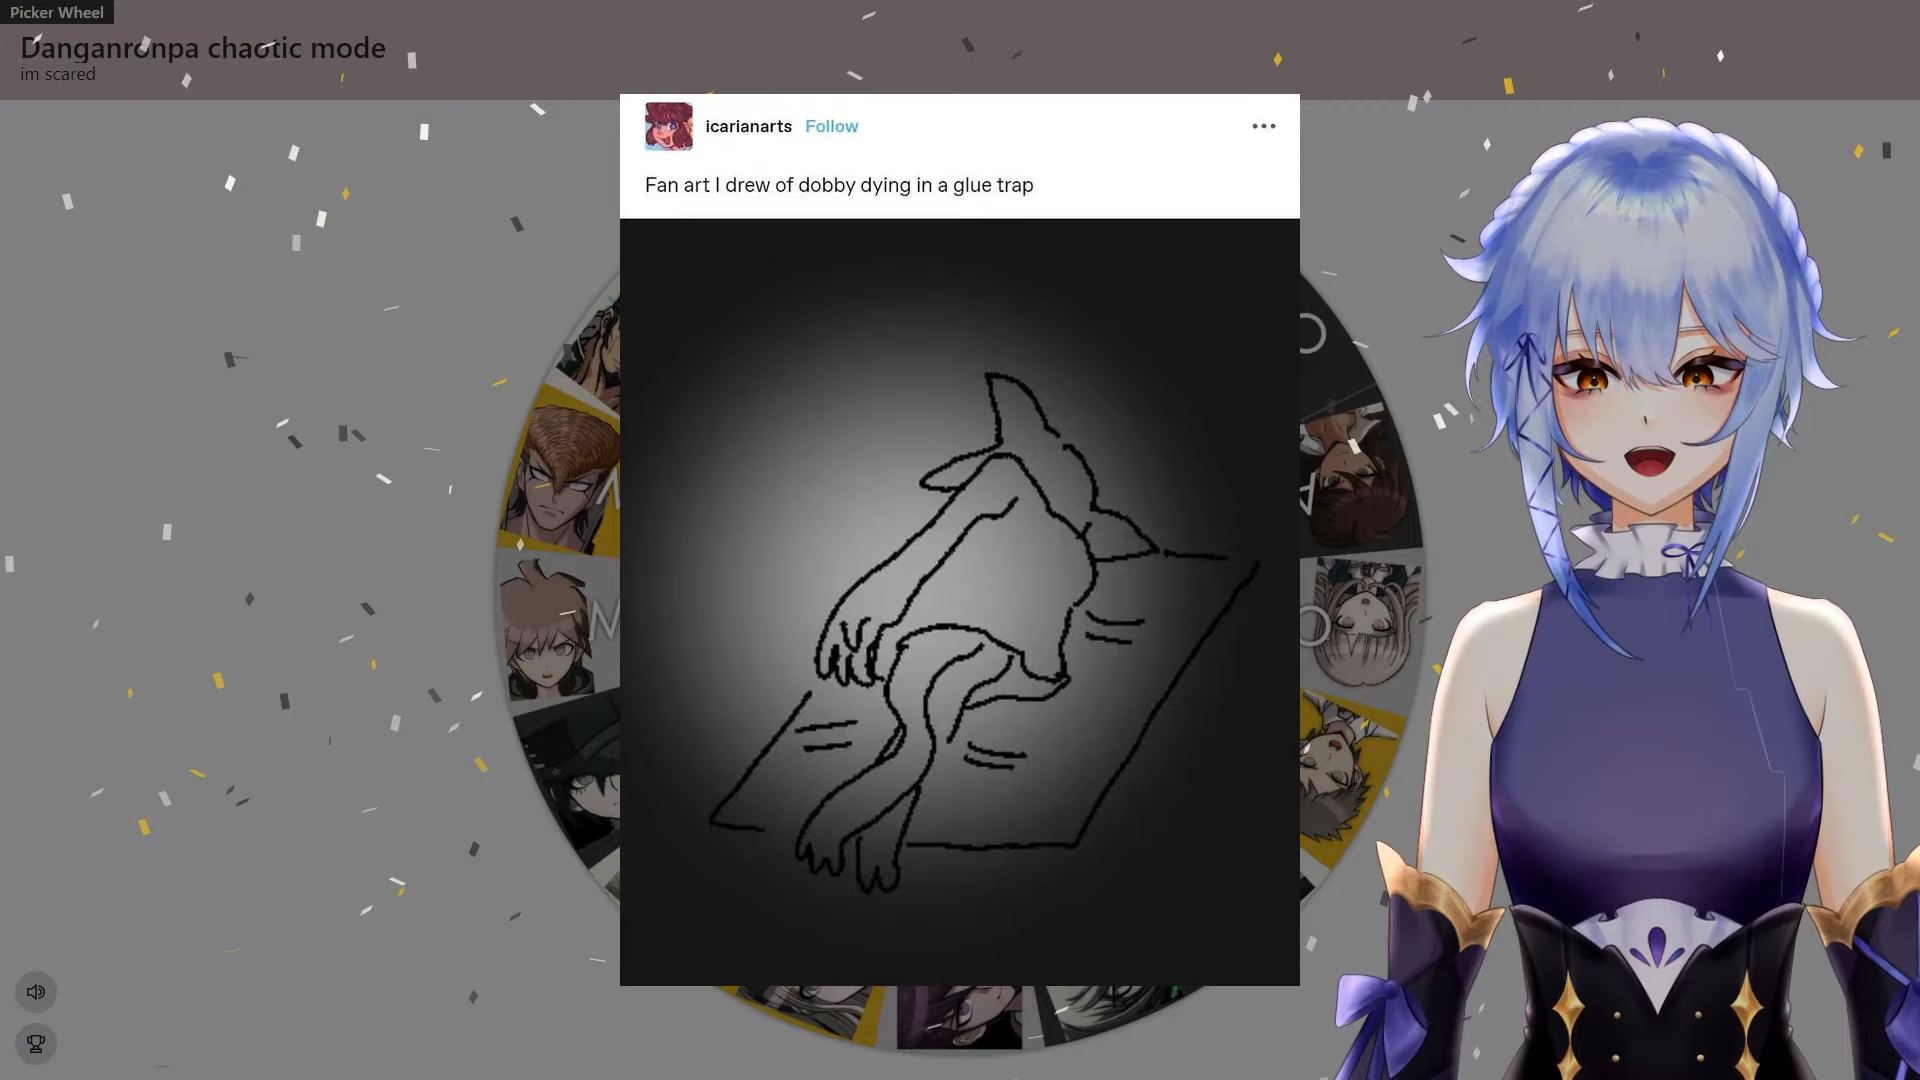 Picker Wheel
Danganronpa chaotic mode
im scared
icarianarts Follow
Fan art I drew of dobby dying in a glue trap